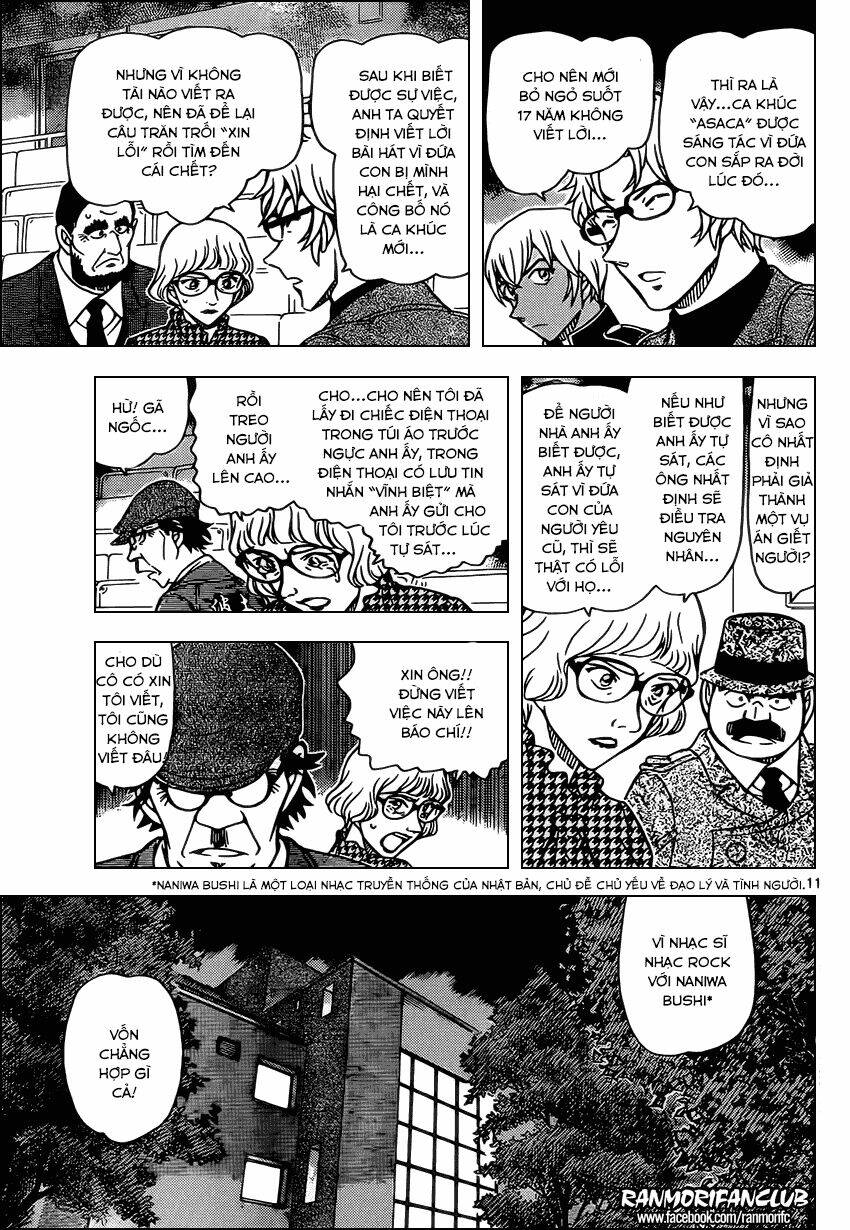 THÌ RA LÀ
VẬY...CA KHÚC
"ASACA" ĐƯỢC
SÁNG TÁC VÌ ĐỨA
CON SẮP RA ĐỜI
LÚC ĐÓ...
CHO NÊN MỚI
BỎ NGỎ SUỐT
17 NĂM KHÔNG
VIẾT LỜI...
SAU KHI BIẾT
ĐƯỢC SỰ VIỆC,
ANH TA QUYẾT
ĐỊNH VIẾT LỜI
BÀI HÁT VÌ ĐỨA
CON BỊ MÌNH
HẠI CHẾT, VÀ
CÔNG BỐ NÓ
LÀ CA KHÚC
MỚI...
NHƯNG VÌ KHÔNG
TÀI NÀO VIẾT RA
ĐƯỢC, NÊN ĐÃ ĐỂ LẠI
CÂU TRĂN TRỐI "XIN
LỖI" RỒI TÌM ĐẾN
CÁI CHẾT?
NHƯNG
VÌ SAO
CÔ NHẤT
ĐỊNH
PHẢI GIẢ
THÀNH
MỘT VỤ
ÁN GIẾT
NGƯỜI?
NẾU NHƯ
BIẾT ĐƯỢC
ANH ẤY TỰ
SÁT, CÁC
ÔNG NHẤT
ĐỊNH SẼ
ĐIỀU TRA
NGUYÊN
NHÂN...
ĐỂ NGƯỜI
NHÀ ANH ẤY
BIẾT ĐƯỢC,
ANH ẤY TỰ
SÁT VÌ ĐỨA
CON CỦA
NGƯỜI YÊU
CŨ, THÌ SẼ
THẬT CÓ LỖI
VỚI HỌ...
CHO...CHO NÊN TÔI ĐÃ
LẤY ĐI CHIẾC ĐIỆN THOẠI
TRONG TÚI ÁO TRƯỚC
NGỰC ANH ẤY, TRONG
ĐIỆN THOẠI CÓ LƯU TIN
NHẮN "VĨNH BIỆT" MÀ
ANH ẤY GỬI CHO
TÔI TRƯỚC LÚC
TỰ SÁT...
RỒI
TREO
NGƯỜI
ANH ẤY
LÊN CAO...
HỪ! GÃ
NGỐC...
XIN ÔNG!!
ĐỪNG VIẾT
VIỆC NÀY LÊN
BÁO CHÍ!!
CHO DÙ
CÔ CÓ XIN
TÔI VIẾT,
TÔI CŨNG
KHÔNG
VIẾT ĐÂU!
*NANIWA BUSHI LÀ MỘT LOẠI NHẠC TRUYỀN THỐNG CỦA NHẬT BẢN, CHỦ ĐỀ CHỦ YẾU VỀ ĐẠO LÝ VÀ TÌNH NGƯỜI.
11
VÌ NHẠC SĨ
NHẠC ROCK
VỚI NANIWA
BUSHI*
VỐN
CHẲNG
HỢP GÌ
CẢ!
RANMORIFANCLUB
www.facebook.com/ranmorifc